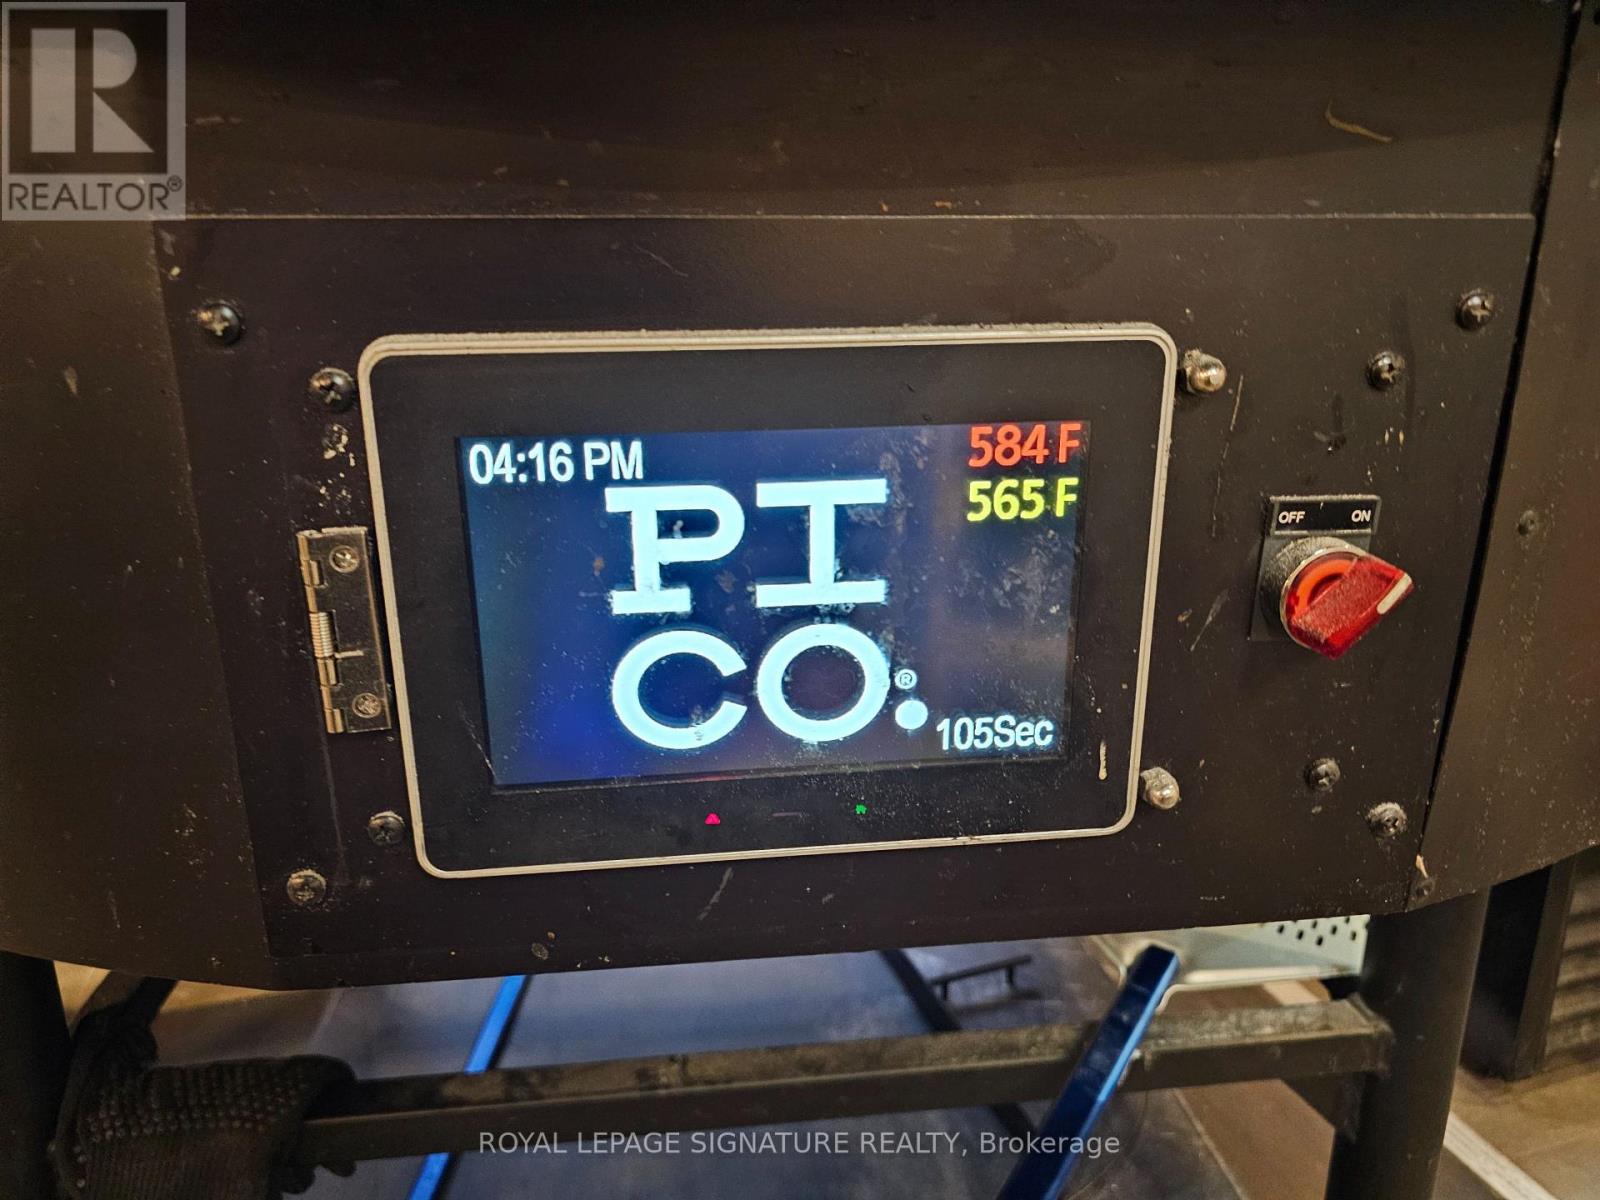 REALTOR®
04:16 PM
584 F
565 F
PI
CO.®
105Sec
OFF ON
ROYAL LEPAGE SIGNATURE REALTY, Brokerage